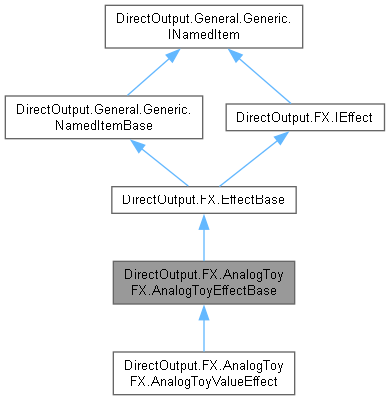 DirectOutput.General.Generic.
INamedItem
DirectOutput.General.Generic.
NamedItemBase
DirectOutput.FX.IEffect
DirectOutput.FX.EffectBase
DirectOutput.FX.AnalogToy
FX.AnalogToyEffectBase
DirectOutput.FX.AnalogToy
FX.AnalogToyValueEffect